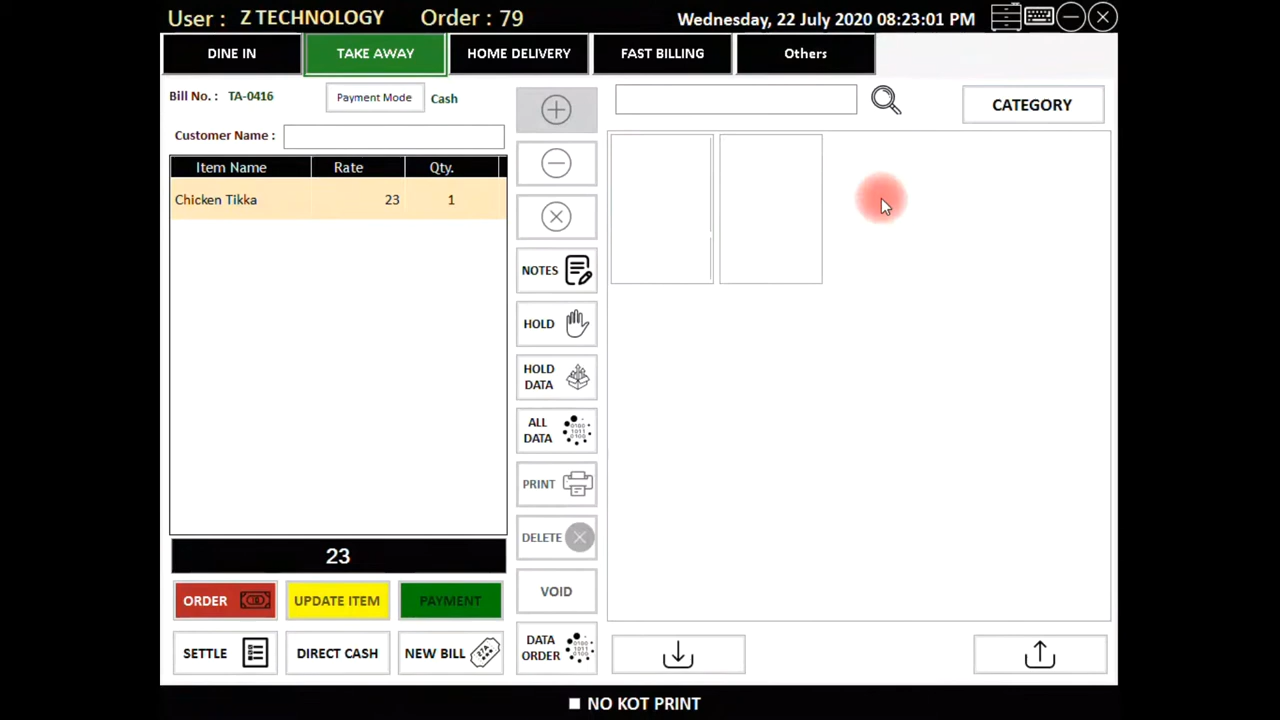 User : Z TECHNOLOGY Order : 79 Wednesday, 22 July 2020 08:23:01 PM
DINE IN TAKE AWAY HOME DELIVERY FAST BILLING Others
Bill No. : TA-0416 Payment Mode Cash
CATEGORY
Customer Name :
Item Name Rate Qty.
Chicken Tikka 23 1
NOTES
HOLD
HOLD
DATA
ALL
DATA
PRINT
DELETE
VOID
DATA
ORDER
23
ORDER UPDATE ITEM PAYMENT
SETTLE DIRECT CASH NEW BILL
NO KOT PRINT